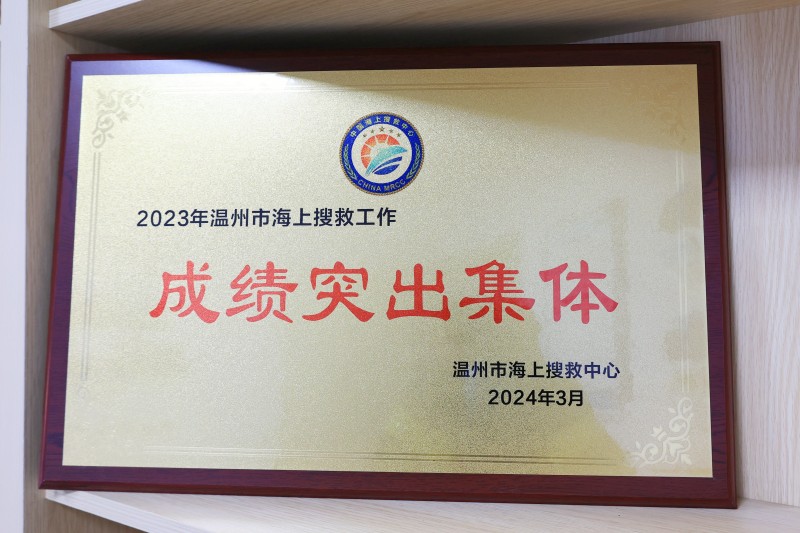 中国海上搜救中心
CHINA MRCC
2023年温州市海上搜救工作
成绩突出集体
温州市海上搜救中心
2024年3月